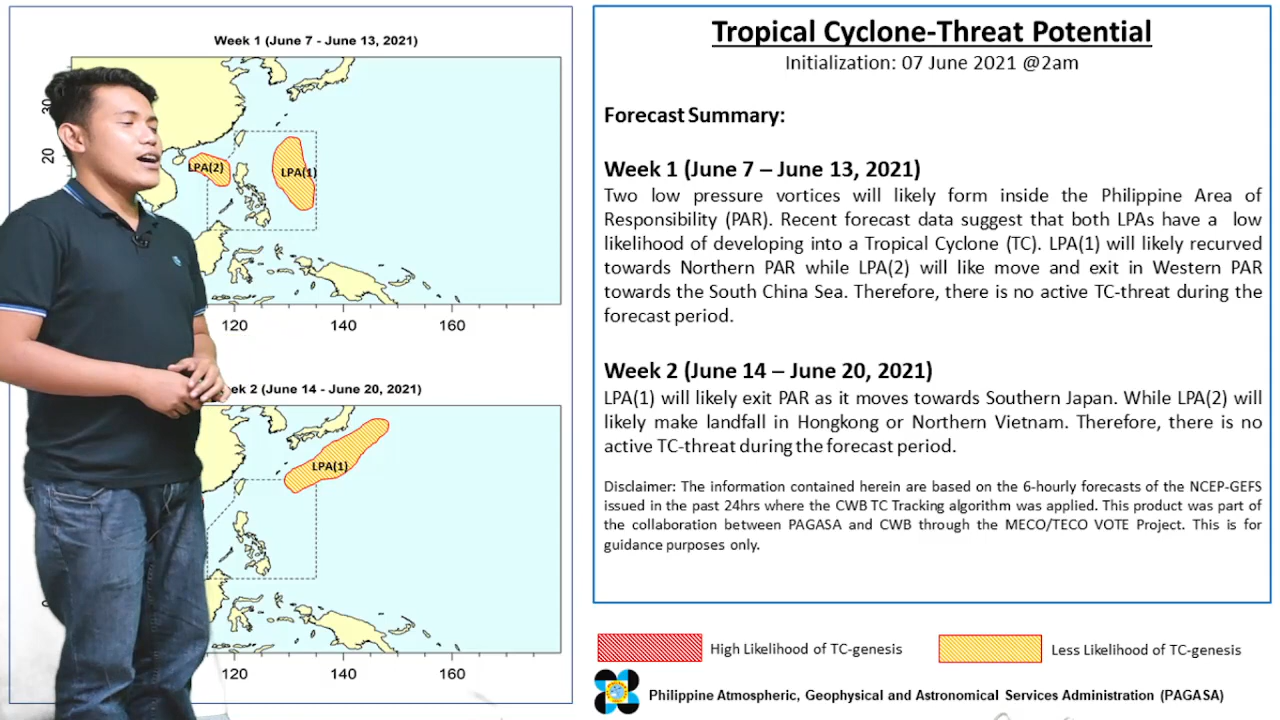 Week 1 (June 7 - June 13, 2021)
30
20
LPA(2)
LPA(1)
120 140 160
ek 2 (June 14 - June 20, 2021)
LPA(1)
120 140 160
Tropical Cyclone-Threat Potential
Initialization: 07 June 2021 @2am
Forecast Summary:
Week 1 (June 7 – June 13, 2021)
Two low pressure vortices will likely form inside the Philippine Area of
Responsibility (PAR). Recent forecast data suggest that both LPAs have a low
likelihood of developing into a Tropical Cyclone (TC). LPA(1) will likely recurved
towards Northern PAR while LPA(2) will like move and exit in Western PAR
towards the South China Sea. Therefore, there is no active TC-threat during the
forecast period.
Week 2 (June 14 – June 20, 2021)
LPA(1) will likely exit PAR as it moves towards Southern Japan. While LPA(2) will
likely make landfall in Hongkong or Northern Vietnam. Therefore, there is no
active TC-threat during the forecast period.
Disclaimer: The information contained herein are based on the 6-hourly forecasts of the NCEP-GEFS
issued in the past 24hrs where the CWB TC Tracking algorithm was applied. This product was part of
the collaboration between PAGASA and CWB through the MECO/TECO VOTE Project. This is for
guidance purposes only.
High Likelihood of TC-genesis
Less Likelihood of TC-genesis
Philippine Atmospheric, Geophysical and Astronomical Services Administration (PAGASA)